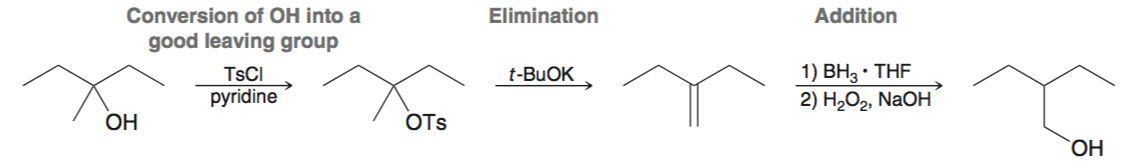 Conversion of OH into a
good leaving group
Elimination
Addition
TsCl
pyridine
t-BuOK
1) BH₃ · THF
2) H₂O₂, NaOH
OH
OTs
OH